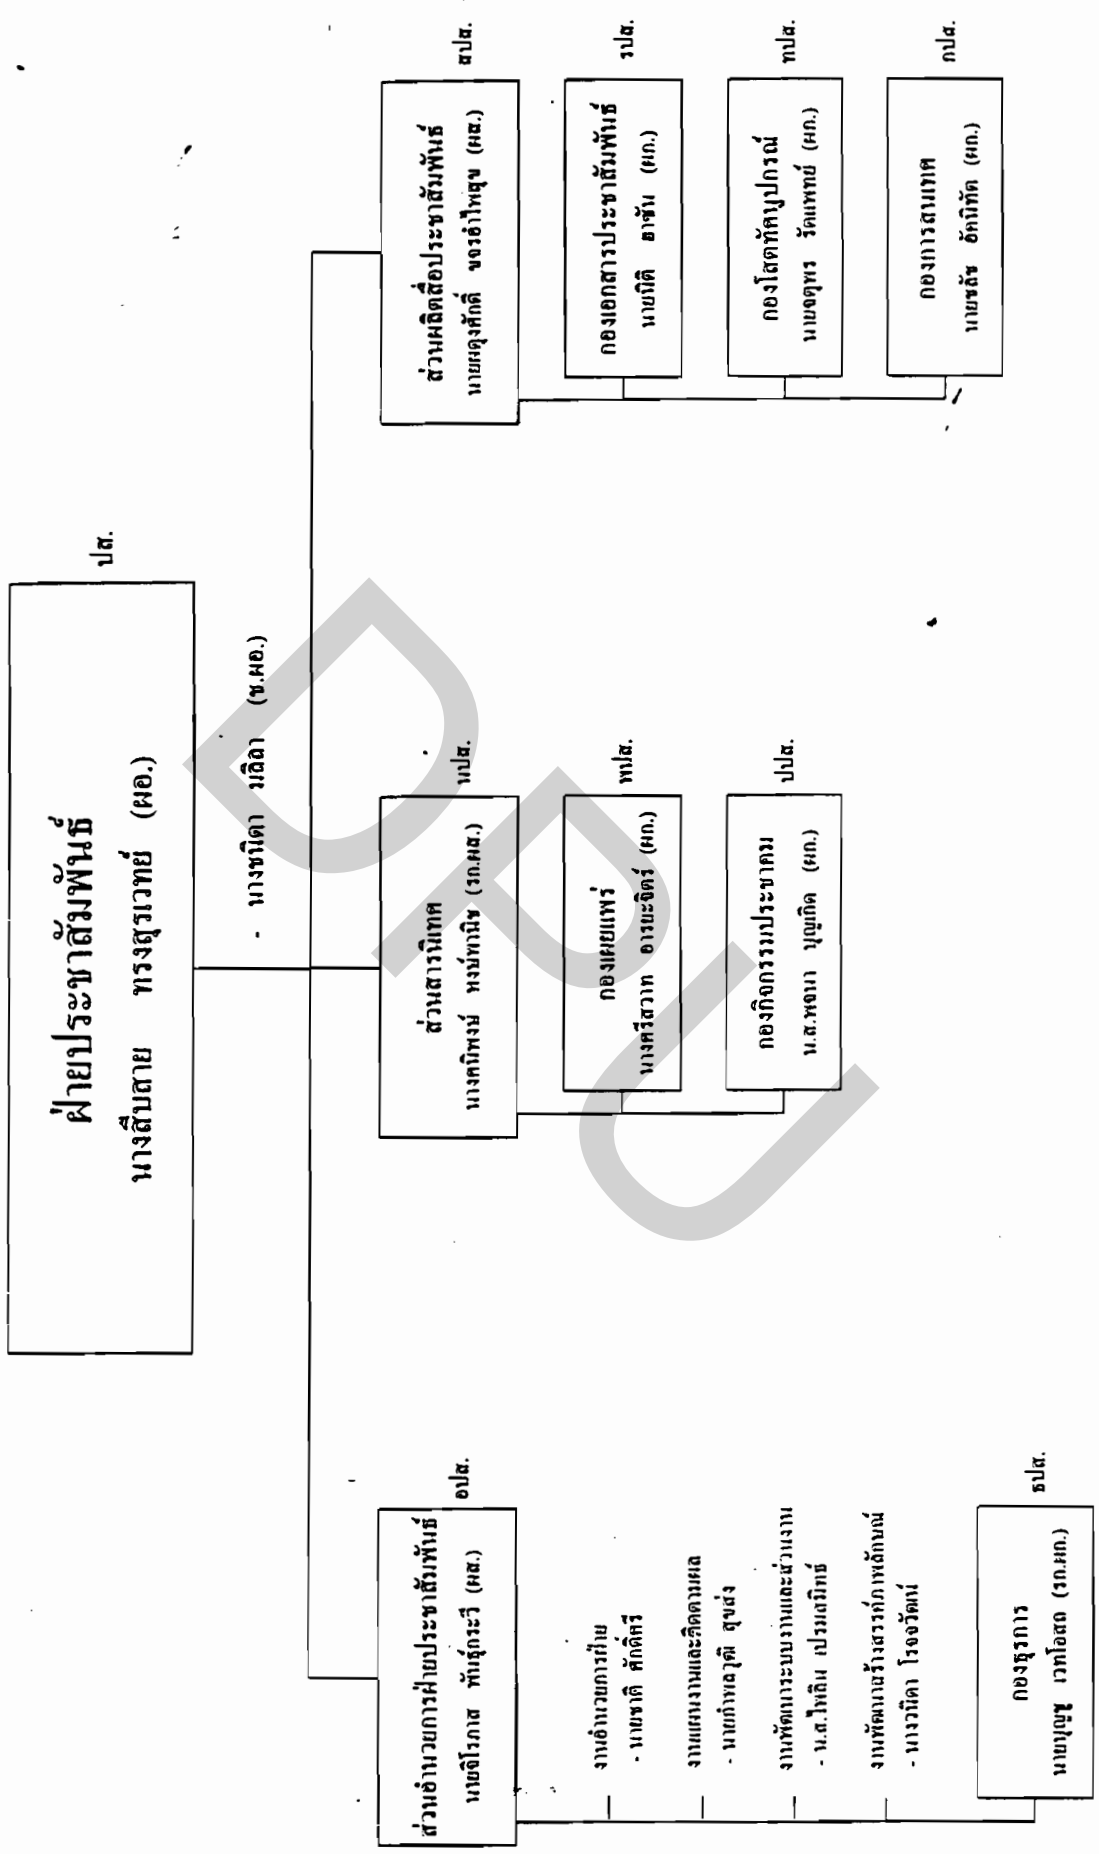 ปส.
ฝ่ายประชาสัมพันธ์
นางสืบสาย ทรงสุรเวทย์ (ผอ.)
- นางชนิดา มลิลา (ช.ผอ.)
อปส.
ส่วนอำนวยการฝ่ายประชาสัมพันธ์
นายจิโรภาส พันธุ์กระวี (ผส.)
งานอำนวยการฝ่าย
- นายชาติ ศักดิ์ศรี
งานแผนงานและติดตามผล
- นายกำพลวุฒิ สุขส่ง
งานพัฒนาระบบงานและส่วนงาน
- น.ส.ไพลิน เปรมสมิทธ์
งานพัฒนาสร้างสรรค์ภาพลักษณ์
- นางวนิดา โรจวัฒน์
ธปส.
กองธุรการ
นายบุญชู เวทโอสถ (รก.ผก.)
นปส.
ส่วนสารนิเทศ
นางคนึพงษ์ หงษ์พานิช (รก.ผส.)
พปส.
กองเผยแพร่
นางศรีสวาท อารยะจิตร์ (ผก.)
ปปส.
กองกิจกรรมประชาคม
น.ส.พจนา บุญเกิด (ผก.)
สปส.
ส่วนผลิตสื่อประชาสัมพันธ์
นายผดุงศักดิ์ ขจรอำไพสุข (ผส.)
รปส.
กองเอกสารประชาสัมพันธ์
นายนิติ อาชัน (ผก.)
ทปส.
กองโสตทัศนูปกรณ์
นายจตุพร รัตแพทย์ (ผก.)
กปส.
กองการสนเทศ
นายชลัช อัคนิทัต (ผก.)
DPU